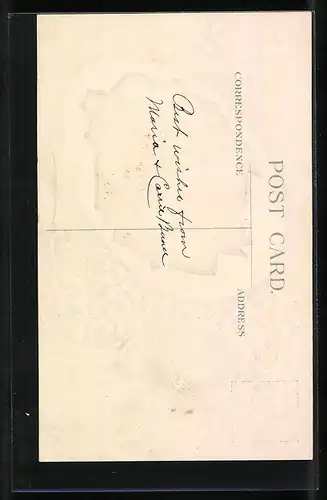 POST CARD.
CORRESPONDENCE
ADDRESS
Best wishes from
Maria + Carrie